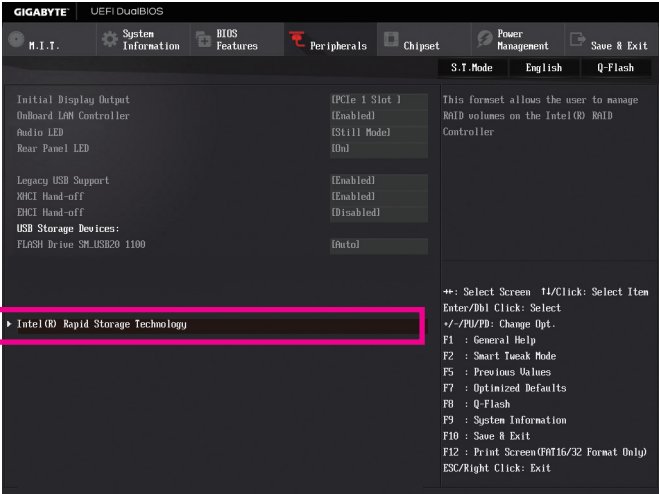 GIGABYTE™ UEFI DualBIOS
M.I.T. System Information BIOS Features Peripherals Chipset Power Management Save & Exit
S.T.Mode English Q-Flash
Initial Display Output [PCIe 1 Slot ]
OnBoard LAN Controller [Enabled]
Audio LED [Still Mode]
Rear Panel LED [On]
Legacy USB Support [Enabled]
XHCI Hand-off [Enabled]
EHCI Hand-off [Disabled]
USB Storage Devices:
FLASH Drive SM_USB20 1100 [Auto]
Intel(R) Rapid Storage Technology
This formset allows the user to manage
RAID volumes on the Intel(R) RAID
Controller
→←: Select Screen ↑↓/Click: Select Item
Enter/Dbl Click: Select
+/-/PU/PD: Change Opt.
F1 : General Help
F2 : Smart Tweak Mode
F5 : Previous Values
F7 : Optimized Defaults
F8 : Q-Flash
F9 : System Information
F10 : Save & Exit
F12 : Print Screen(FAT16/32 Format Only)
ESC/Right Click: Exit